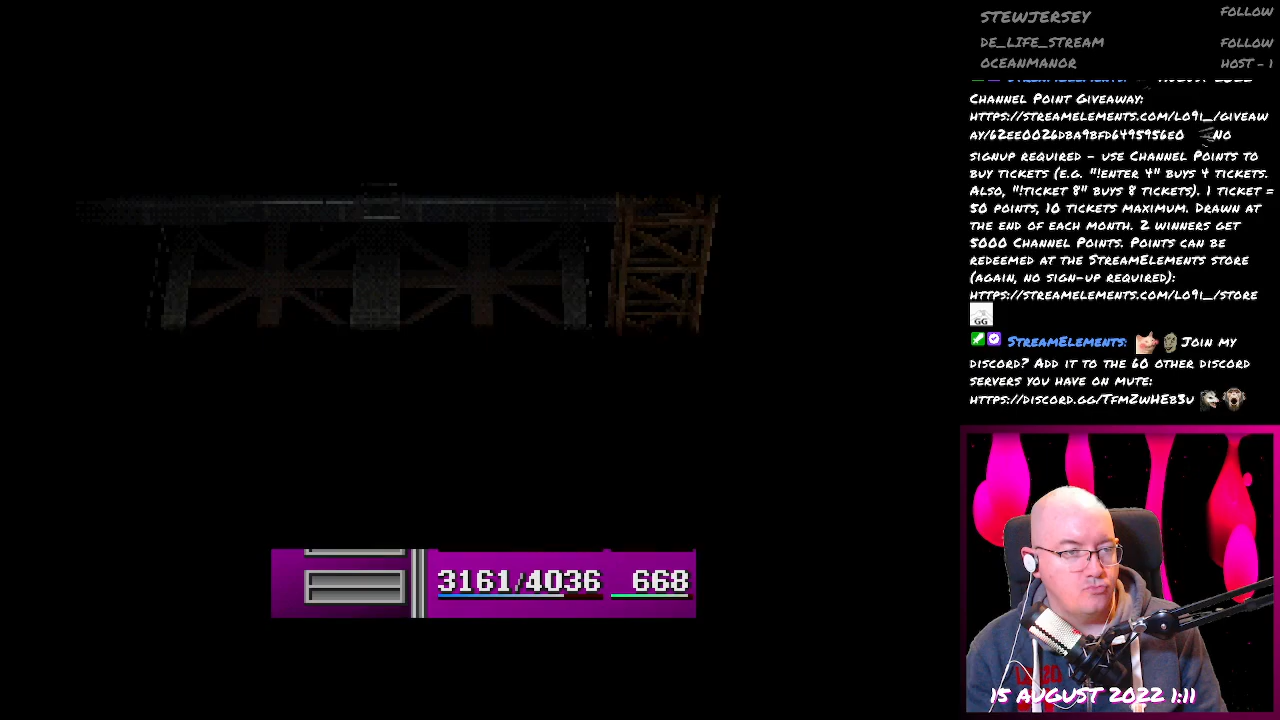 STEWJERSEY FOLLOW
DE_LIFE_STREAM FOLLOW
OCEANMANOR HOST - 1
CHANNEL POINT GIVEAWAY:
HTTPS://STREAMELEMENTS.COM/LO91_/GIVEAW
AY/62EE0026DBA9BFD6495956E0 NO
SIGNUP REQUIRED - USE CHANNEL POINTS TO
BUY TICKETS (E.G. "!ENTER 4" BUYS 4 TICKETS.
ALSO, "!TICKET 8" BUYS 8 TICKETS). 1 TICKET =
50 POINTS, 10 TICKETS MAXIMUM. DRAWN AT
THE END OF EACH MONTH. 2 WINNERS GET
5000 CHANNEL POINTS. POINTS CAN BE
REDEEMED AT THE STREAMELEMENTS STORE
(AGAIN, NO SIGN-UP REQUIRED):
HTTPS://STREAMELEMENTS.COM/LO91_/STORE
GG
STREAMELEMENTS: JOIN MY
DISCORD? ADD IT TO THE 60 OTHER DISCORD
SERVERS YOU HAVE ON MUTE:
HTTPS://DISCORD.GG/TFMZWHEB3U
3161/4036 668
15 AUGUST 2022 1:11